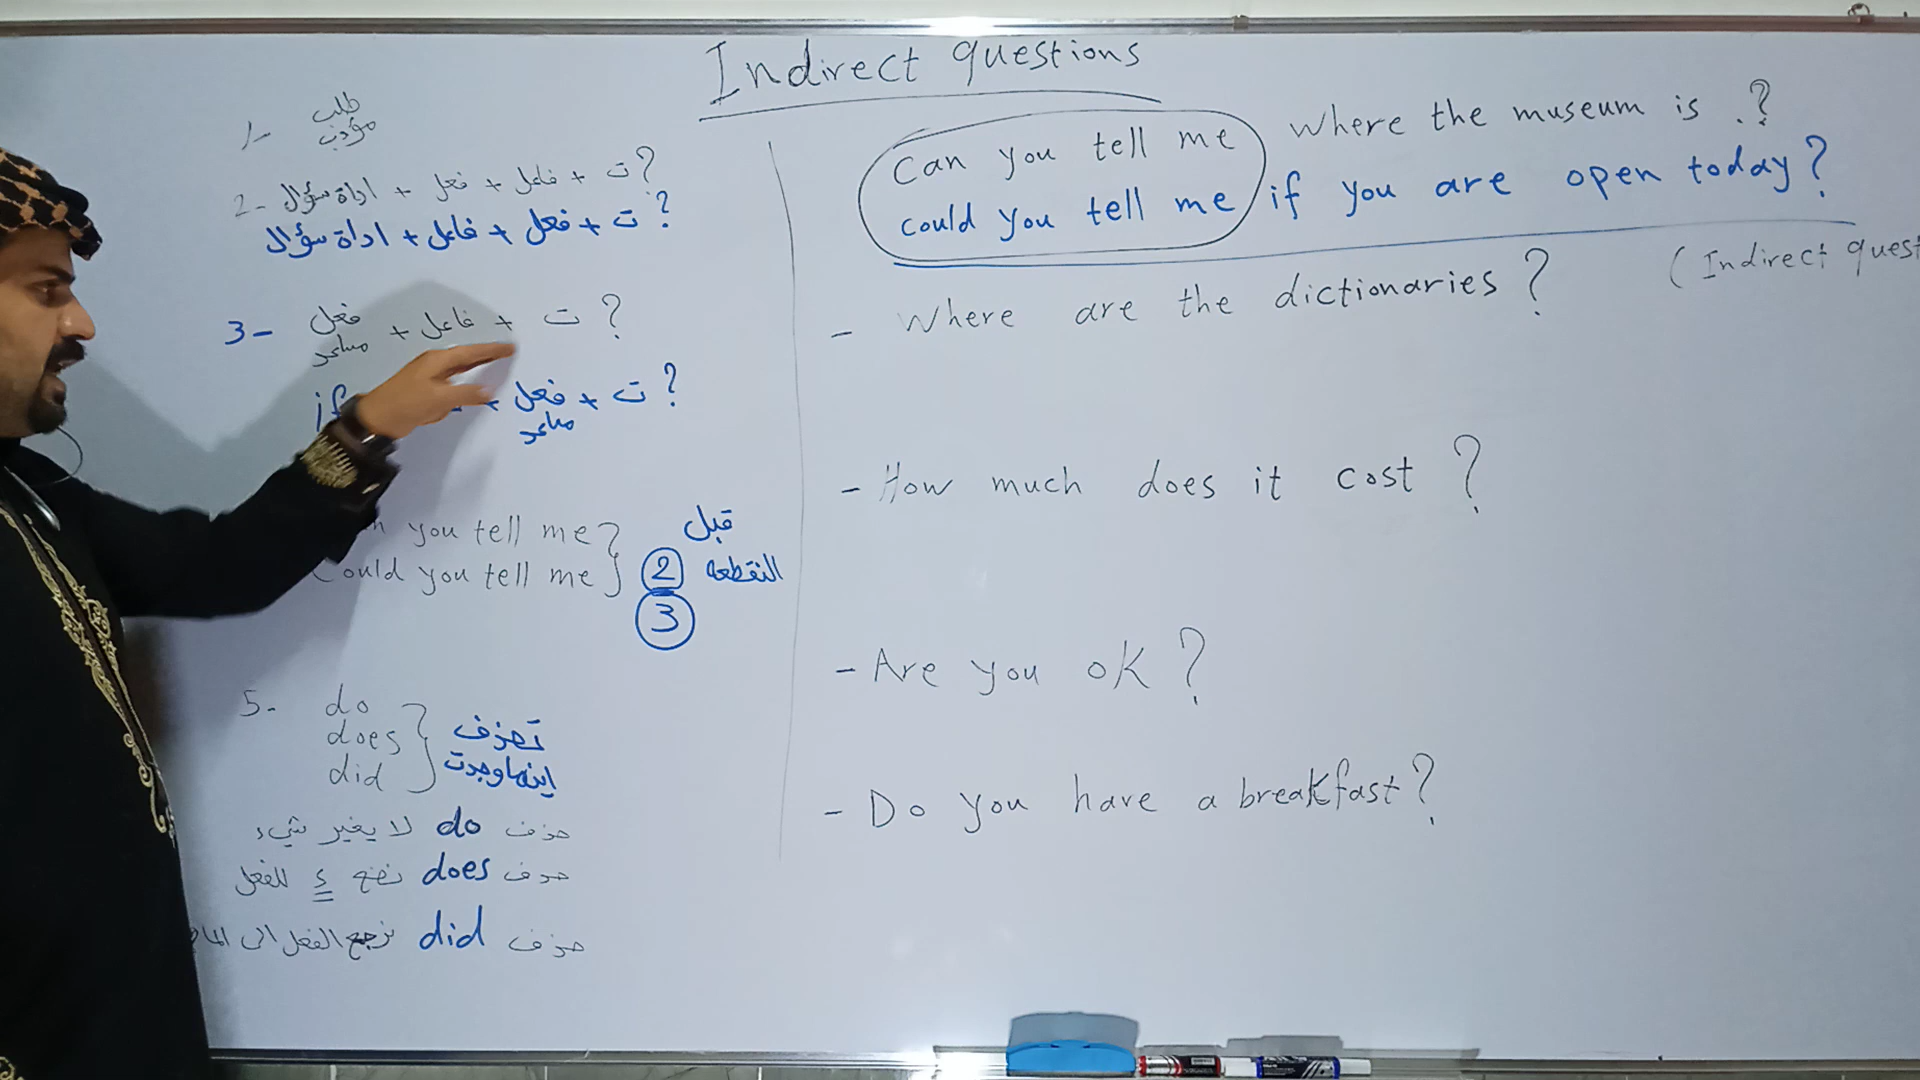 Indirect questions
1- طلب
مؤدب
2- اداة سؤال + فعل + فاعل + ت ?
اداة سؤال + فاعل + فعل + ت ?
3- فعل مساعد + فاعل + ت ?
if + فعل مساعد + ت ?
you tell me
could you tell me
2
3
قبل
النقطه
5- do
does
did
تحذف
اينما وجدت
حذف do لا يغير شيء
حذف does نضع s للفعل
حذف did نرجع الفعل الى
Can you tell me where the museum is .?
could you tell me if you are open today?
(Indirect quest
- Where are the dictionaries?
- How much does it cost?
- Are you ok?
- Do you have a breakfast?